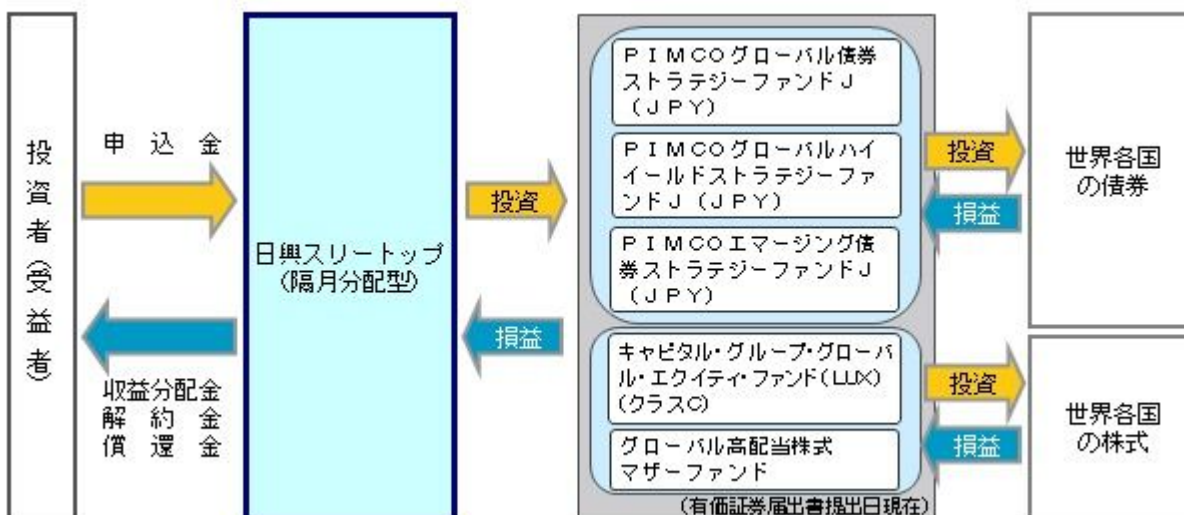 投資者(受益者)
申込金
収益分配金
解約金
償還金
日興スリートップ
(隔月分配型)
投資
損益
ＰＩＭＣＯグローバル債券
ストラテジーファンドＪ
(ＪＰＹ)
ＰＩＭＣＯグローバルハイ
イールドストラテジーファ
ンドＪ(ＪＰＹ)
ＰＩＭＣＯエマージング債
券ストラテジーファンドＪ
(ＪＰＹ)
キャピタル・グループ・グローバ
ル・エクイティ・ファンド(LUX)
(クラスC)
グローバル高配当株式
マザーファンド
(有価証券届出書提出日現在)
投資
損益
世界各国
の債券
投資
損益
世界各国
の株式